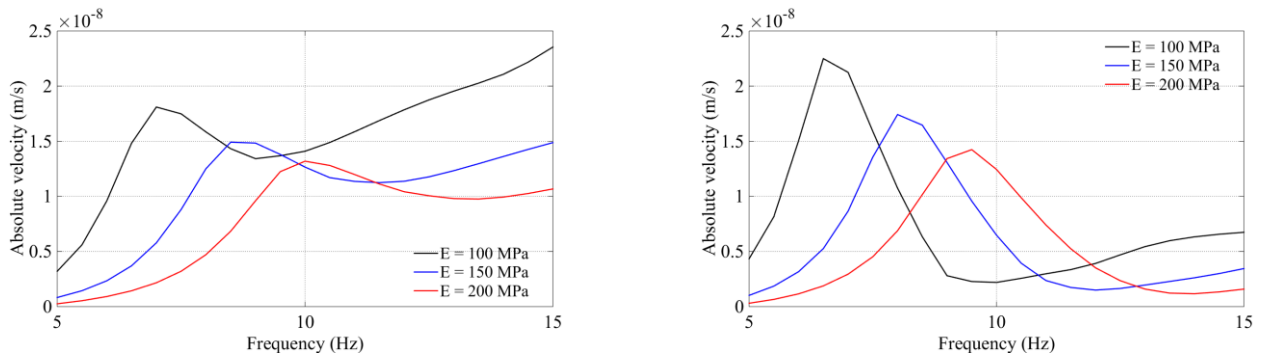 ×10⁻⁸
2.5
2
1.5
1
0.5
0
Absolute velocity (m/s)
E = 100 MPa
E = 150 MPa
E = 200 MPa
5
10
15
Frequency (Hz)
×10⁻⁸
2.5
2
1.5
1
0.5
0
Absolute velocity (m/s)
E = 100 MPa
E = 150 MPa
E = 200 MPa
5
10
15
Frequency (Hz)